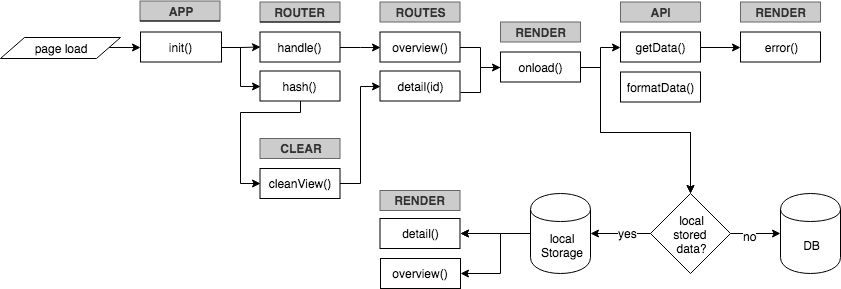 APP
ROUTER
ROUTES
API
RENDER
RENDER
page load
init()
handle()
overview()
getData()
error()
onload()
hash()
detail(id)
formatData()
CLEAR
cleanView()
RENDER
detail()
overview()
local
Storage
yes
local
stored
data?
no
DB